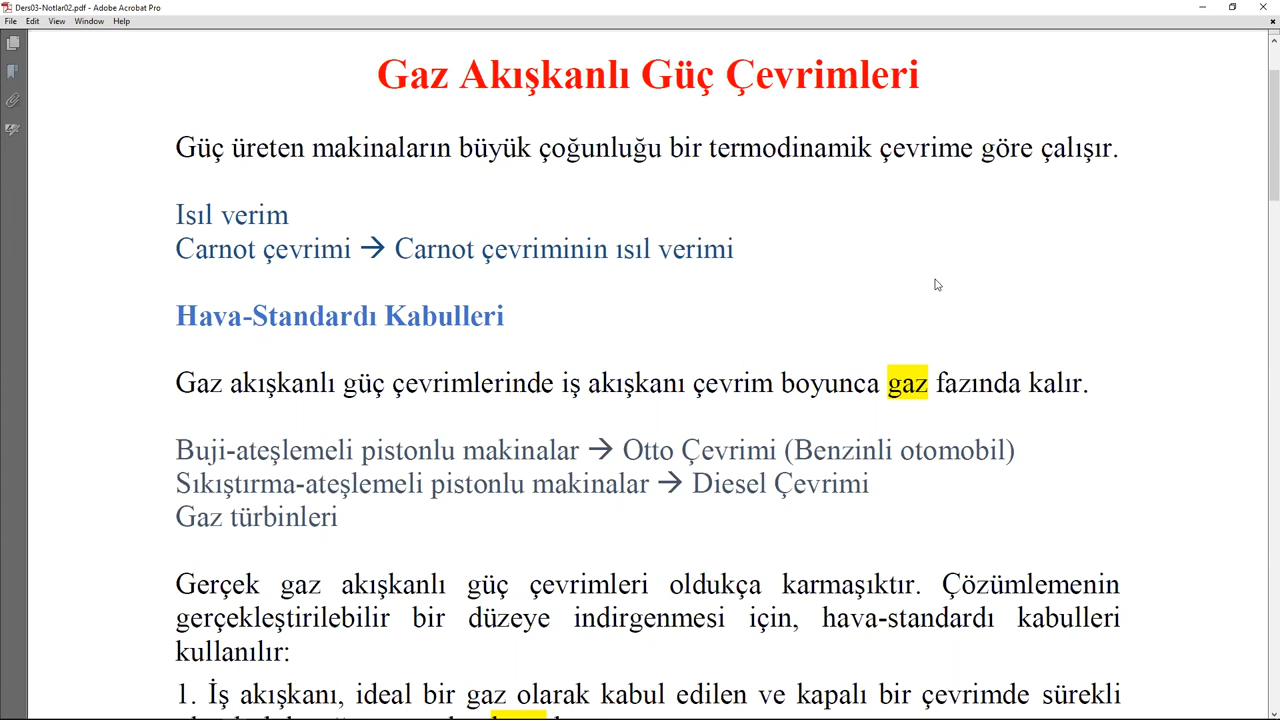 Ders03-Notlar02.pdf - Adobe Acrobat Pro
File Edit View Window Help
Gaz Akışkanlı Güç Çevrimleri
Güç üreten makinaların büyük çoğunluğu bir termodinamik çevrime göre çalışır.
Isıl verim
Carnot çevrimi → Carnot çevriminin ısıl verimi
Hava-Standardı Kabulleri
Gaz akışkanlı güç çevrimlerinde iş akışkanı çevrim boyunca gaz fazında kalır.
Buji-ateşlemeli pistonlu makinalar → Otto Çevrimi (Benzinli otomobil)
Sıkıştırma-ateşlemeli pistonlu makinalar → Diesel Çevrimi
Gaz türbinleri
Gerçek gaz akışkanlı güç çevrimleri oldukça karmaşıktır. Çözümlemenin
gerçekleştirilebilir bir düzeye indirgenmesi için, hava-standardı kabulleri
kullanılır:
1. İş akışkanı, ideal bir gaz olarak kabul edilen ve kapalı bir çevrimde sürekli